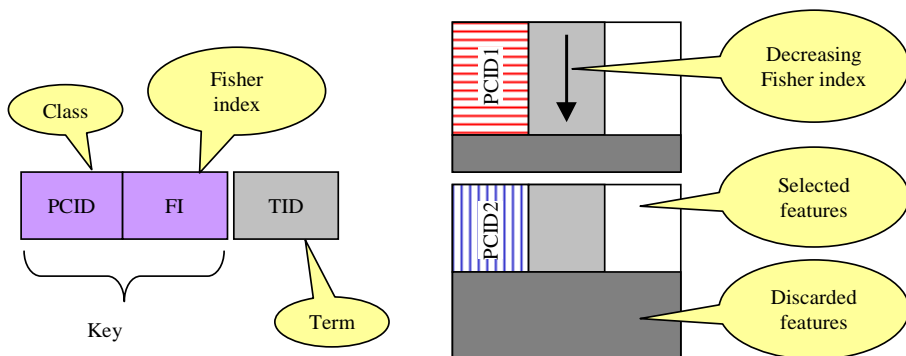 Class
Fisher
index
PCID
FI
TID
Key
Term
PCID1
Decreasing
Fisher index
PCID2
Selected
features
Discarded
features